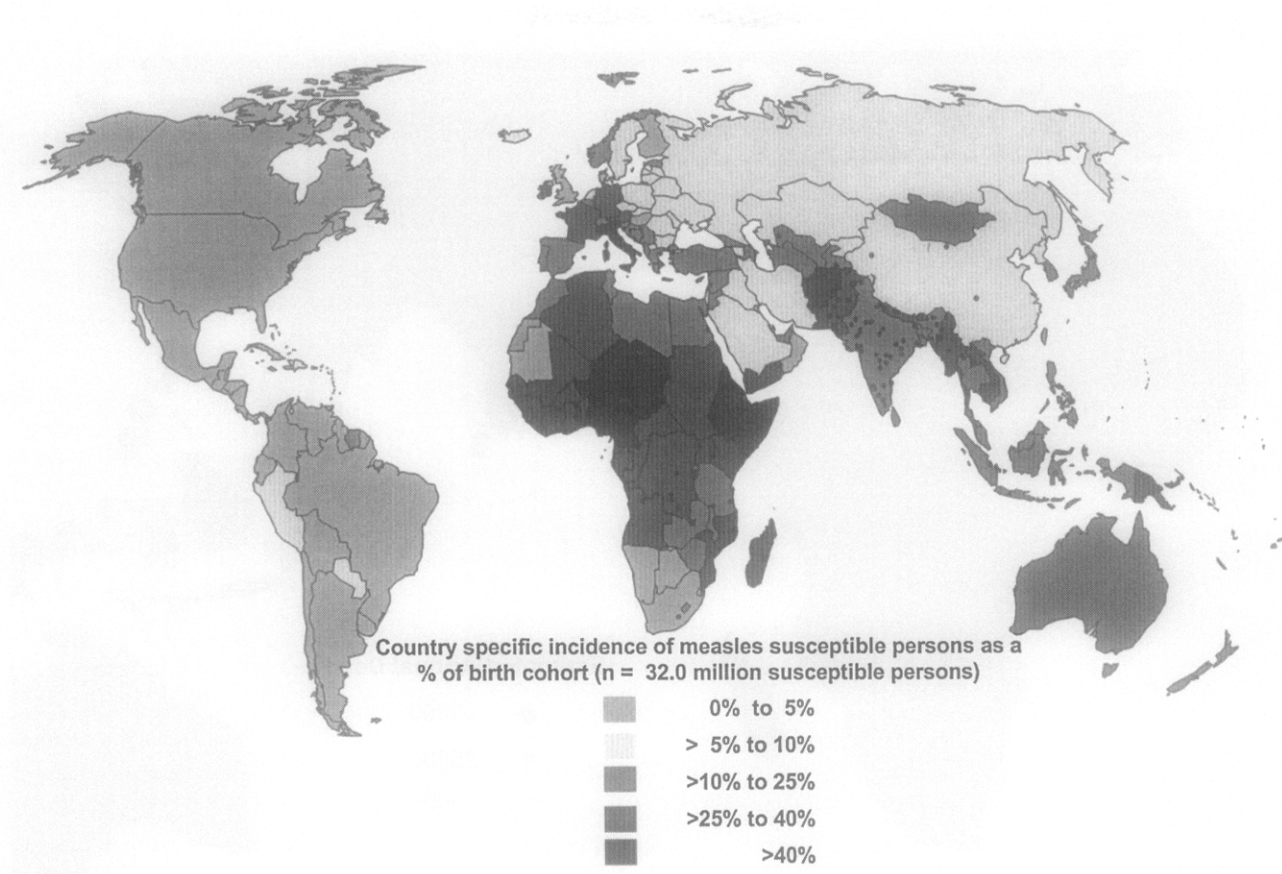 Country specific incidence of measles susceptible persons as a
% of birth cohort (n = 32.0 million susceptible persons)
0% to 5%
> 5% to 10%
>10% to 25%
>25% to 40%
>40%